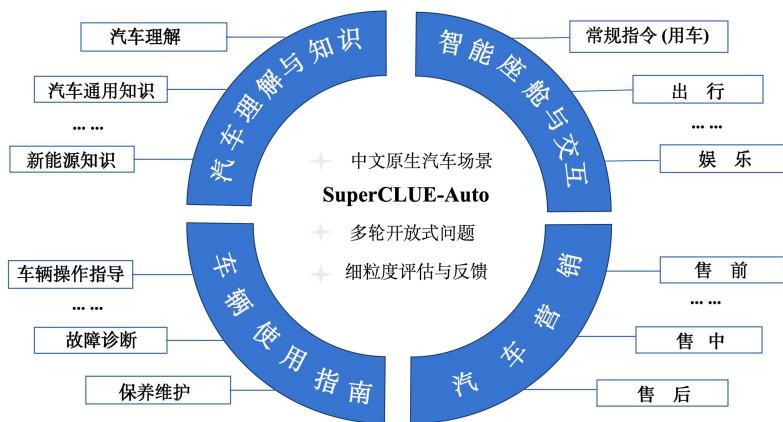 汽车理解
汽车通用知识
... ...
新能源知识
汽车理解与知识
智能座舱与交互
常规指令 (用车)
出 行
... ...
娱 乐
中文原生汽车场景
SuperCLUE-Auto
多轮开放式问题
细粒度评估与反馈
车辆操作指导
... ...
故障诊断
保养维护
车辆使用指南
汽车营销
售 前
... ...
售 中
售 后